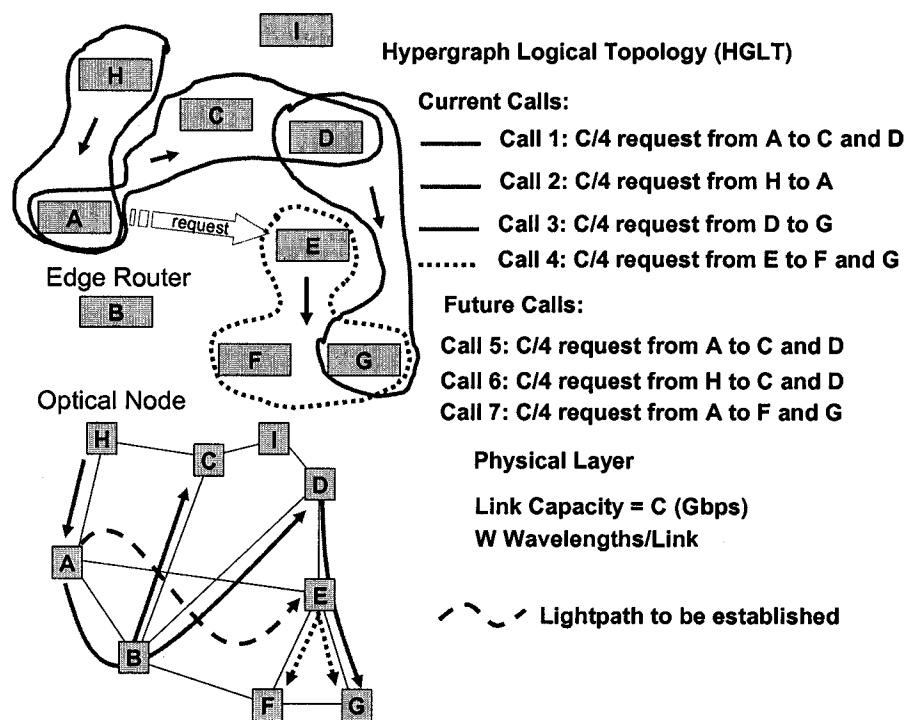 I
Hypergraph Logical Topology (HGLT)
H
Current Calls:
C
D
Call 1: C/4 request from A to C and D
Call 2: C/4 request from H to A
A
request
Call 3: C/4 request from D to G
E
Call 4: C/4 request from E to F and G
Edge Router
B
Future Calls:
F
G
Call 5: C/4 request from A to C and D
Call 6: C/4 request from H to C and D
Call 7: C/4 request from A to F and G
Optical Node
H
C
I
D
Physical Layer
Link Capacity = C (Gbps)
W Wavelengths/Link
A
E
Lightpath to be established
B
F
G